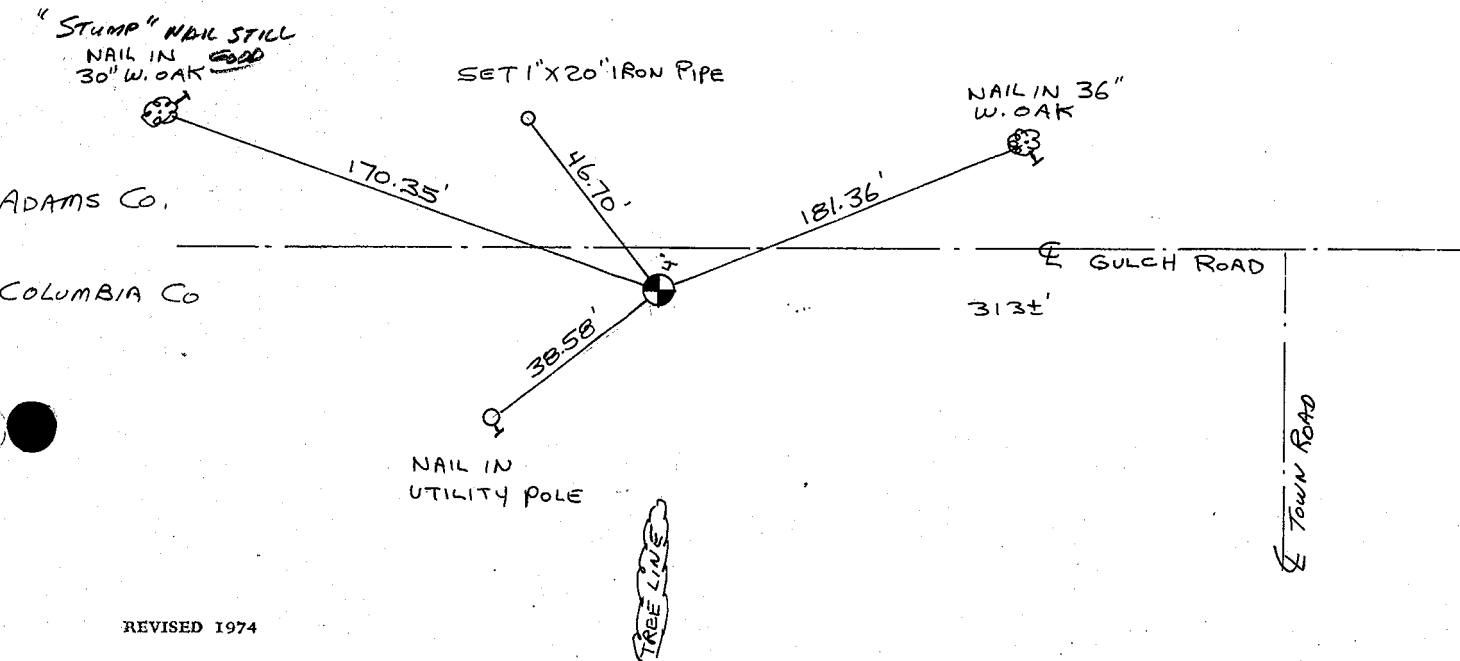 "STUMP" NAIL STILL
GOOD
NAIL IN
30" W. OAK
SET 1"X20" IRON PIPE
NAIL IN 36"
W. OAK
170.35'
46.70'
181.36'
ADAMS CO.
4'
℄ GULCH ROAD
COLUMBIA CO
313±'
38.58'
NAIL IN
UTILITY POLE
TREE LINE
℄ TOWN ROAD
REVISED 1974